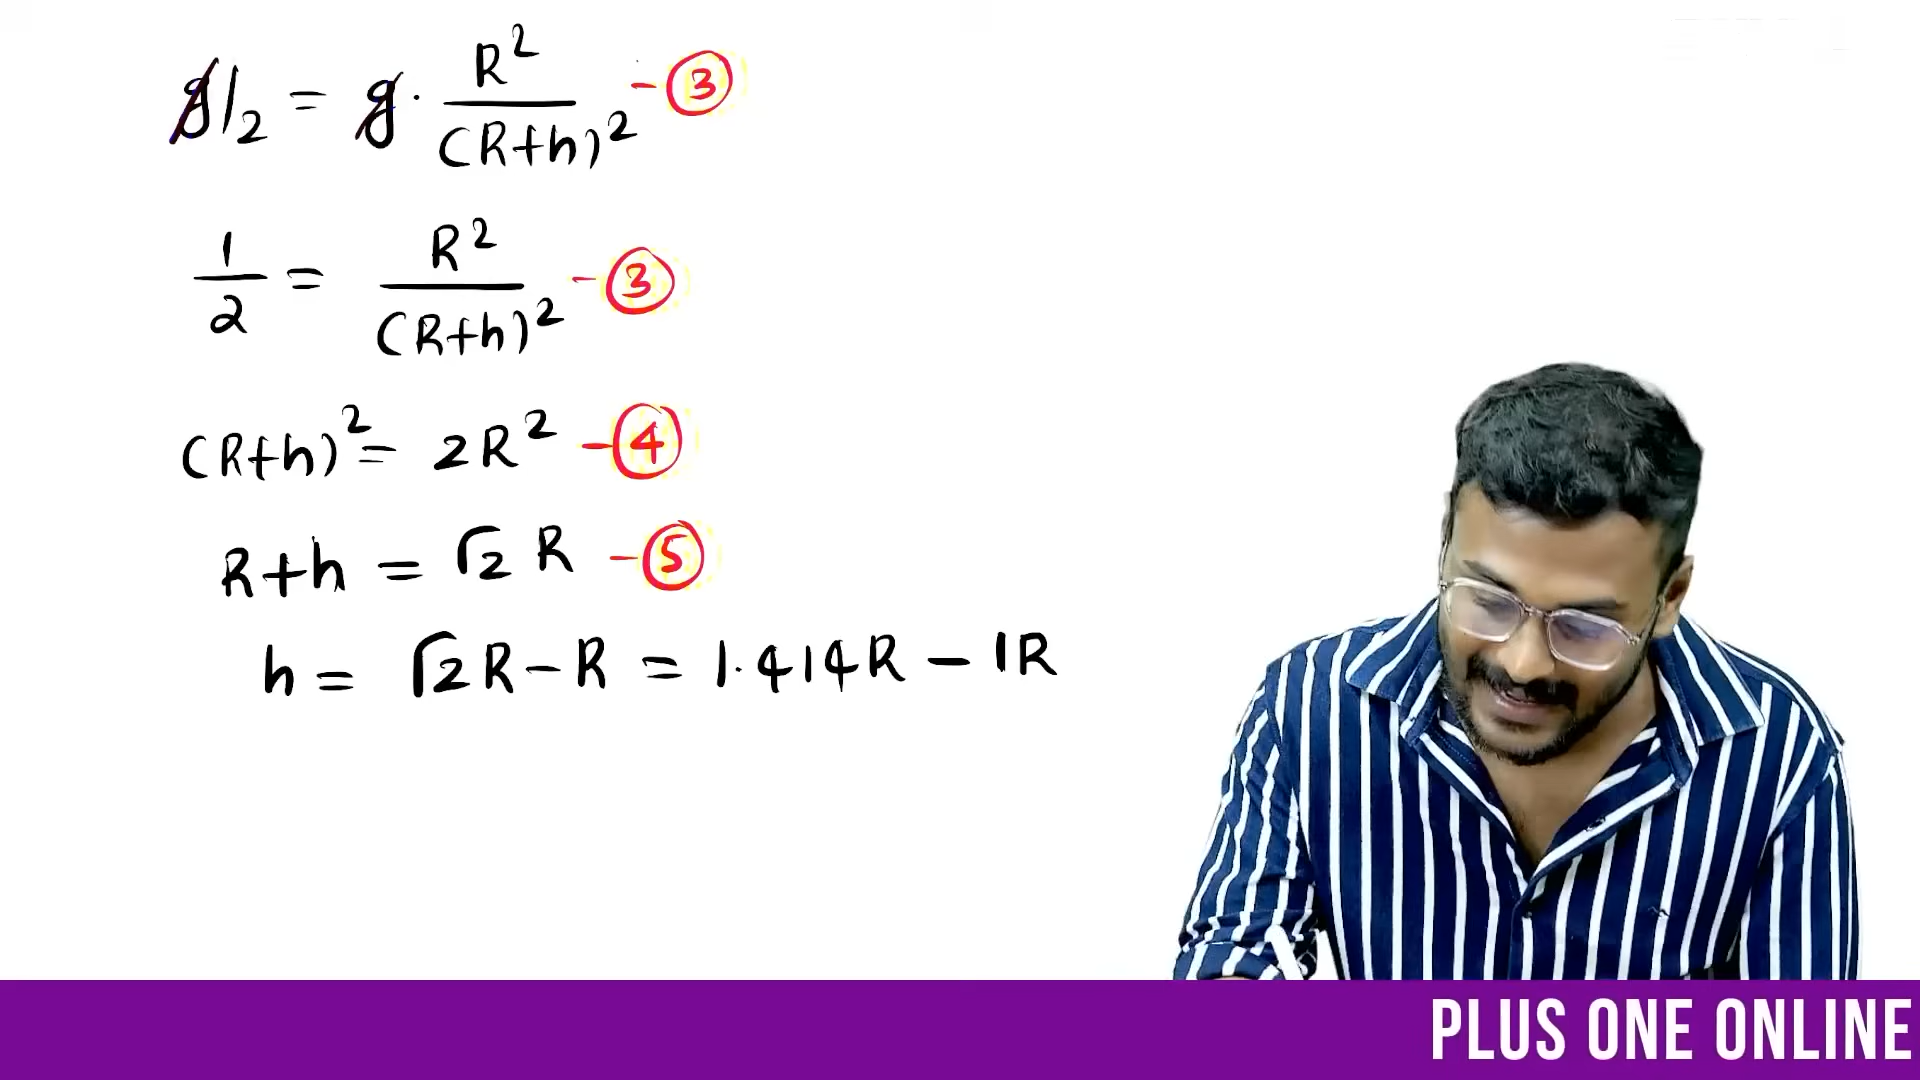 g/2 = g · R²/(R+h)² - ③
1/2 = R²/(R+h)² - ③
(R+h)² = 2R² - ④
R+h = √2 R - ⑤
h = √2R - R = 1.414R - 1R
PLUS ONE ONLINE